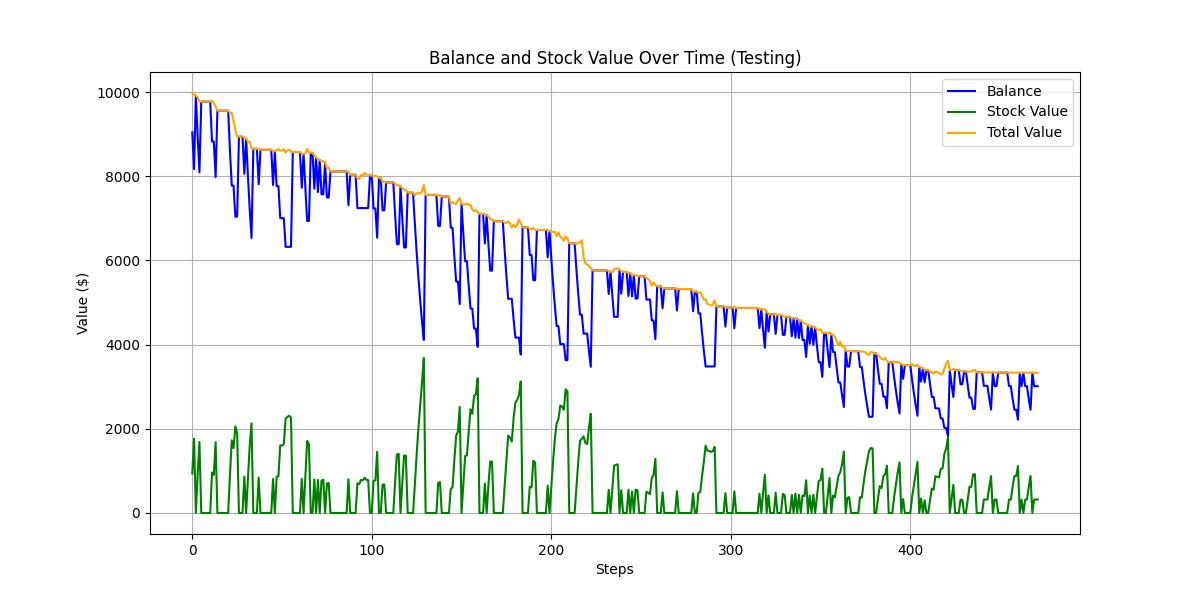 Balance and Stock Value Over Time (Testing)
Balance
Stock Value
Total Value
Value ($)
10000
8000
6000
4000
2000
0
0 100 200 300 400
Steps